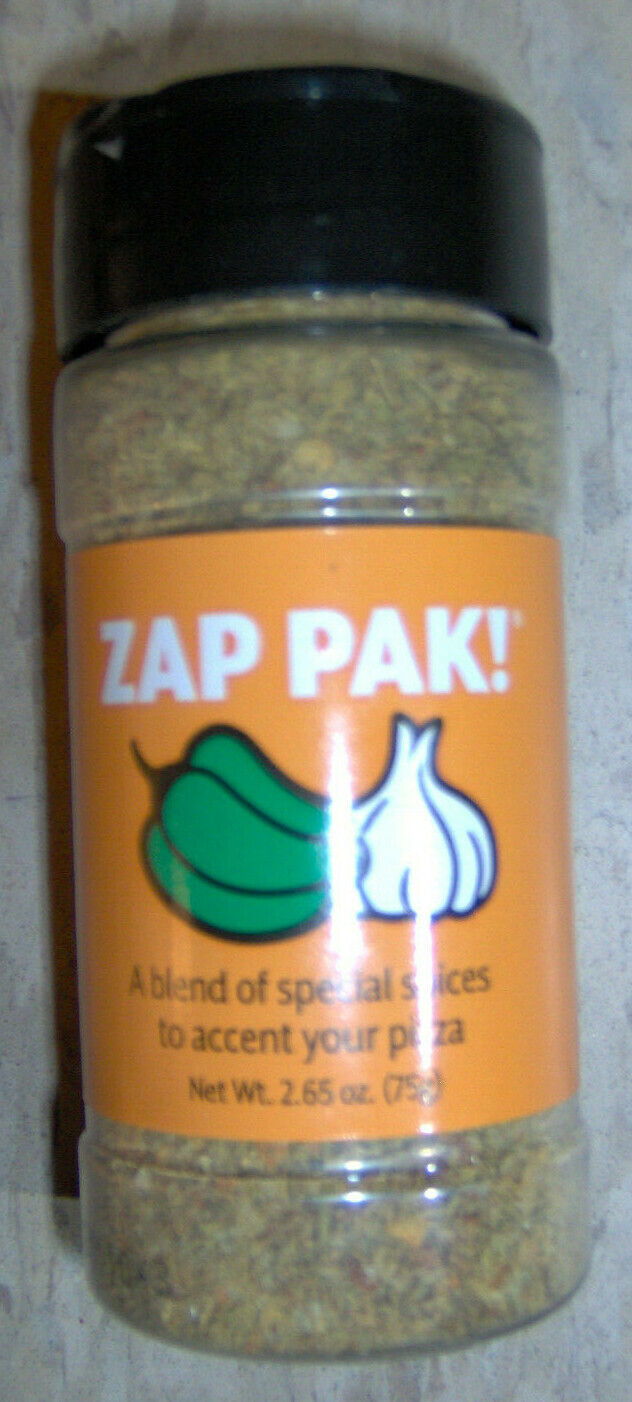 ZAP PAK!®
A blend of special spices
to accent your pizza
Net Wt. 2.65 oz. (75g)